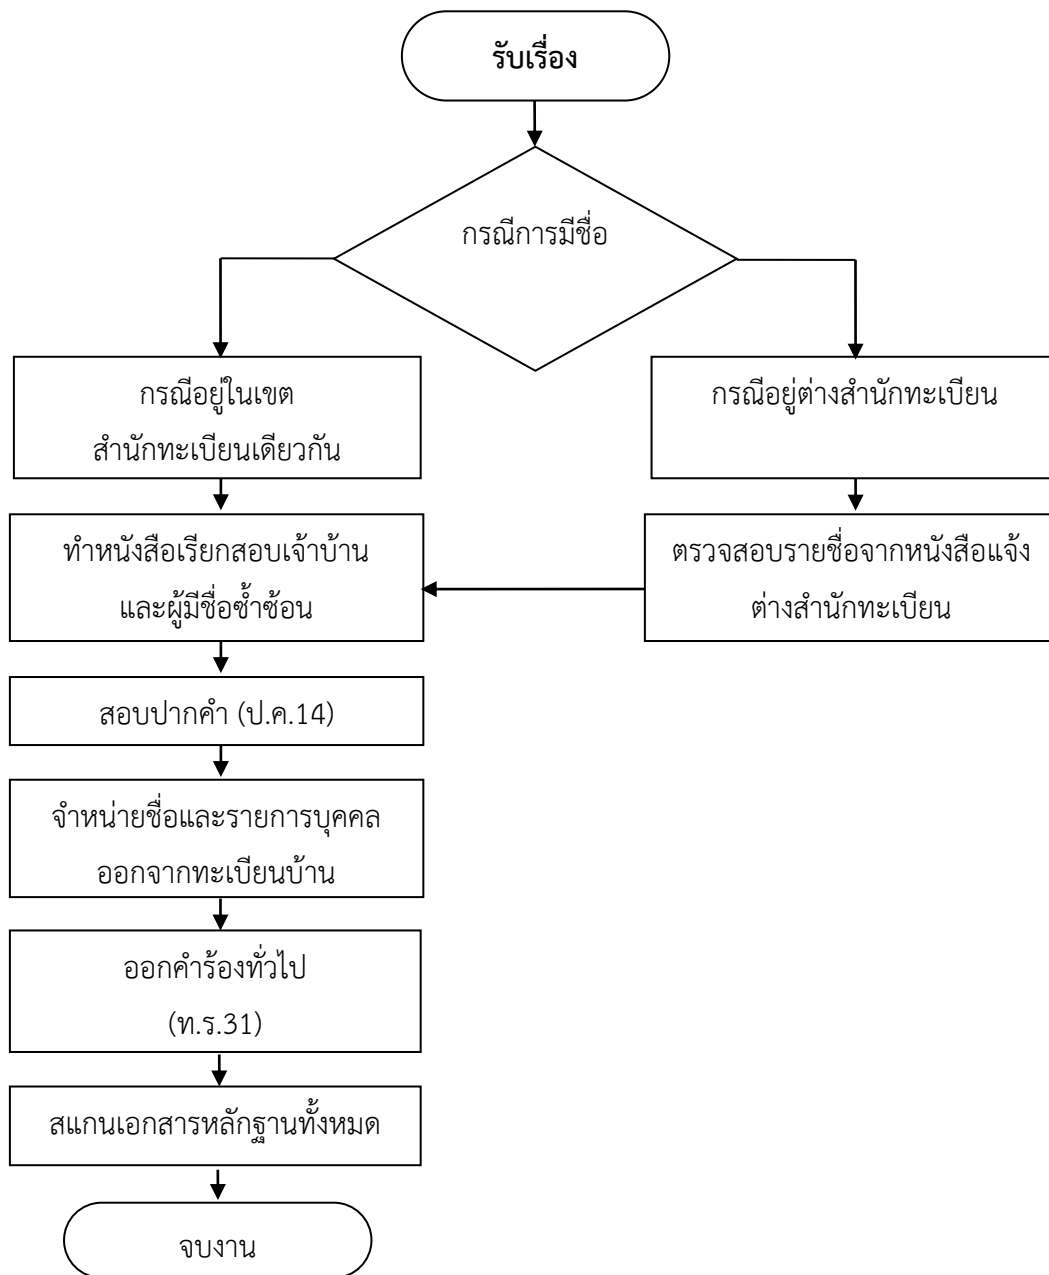 รับเรื่อง
กรณีการมีชื่อ
กรณีอยู่ในเขต
สำนักทะเบียนเดียวกัน
กรณีอยู่ต่างสำนักทะเบียน
ทำหนังสือเรียกสอบเจ้าบ้าน
และผู้มีชื่อซ้ำซ้อน
ตรวจสอบรายชื่อจากหนังสือแจ้ง
ต่างสำนักทะเบียน
สอบปากคำ (ป.ค.14)
จำหน่ายชื่อและรายการบุคคล
ออกจากทะเบียนบ้าน
ออกคำร้องทั่วไป
(ท.ร.31)
สแกนเอกสารหลักฐานทั้งหมด
จบงาน